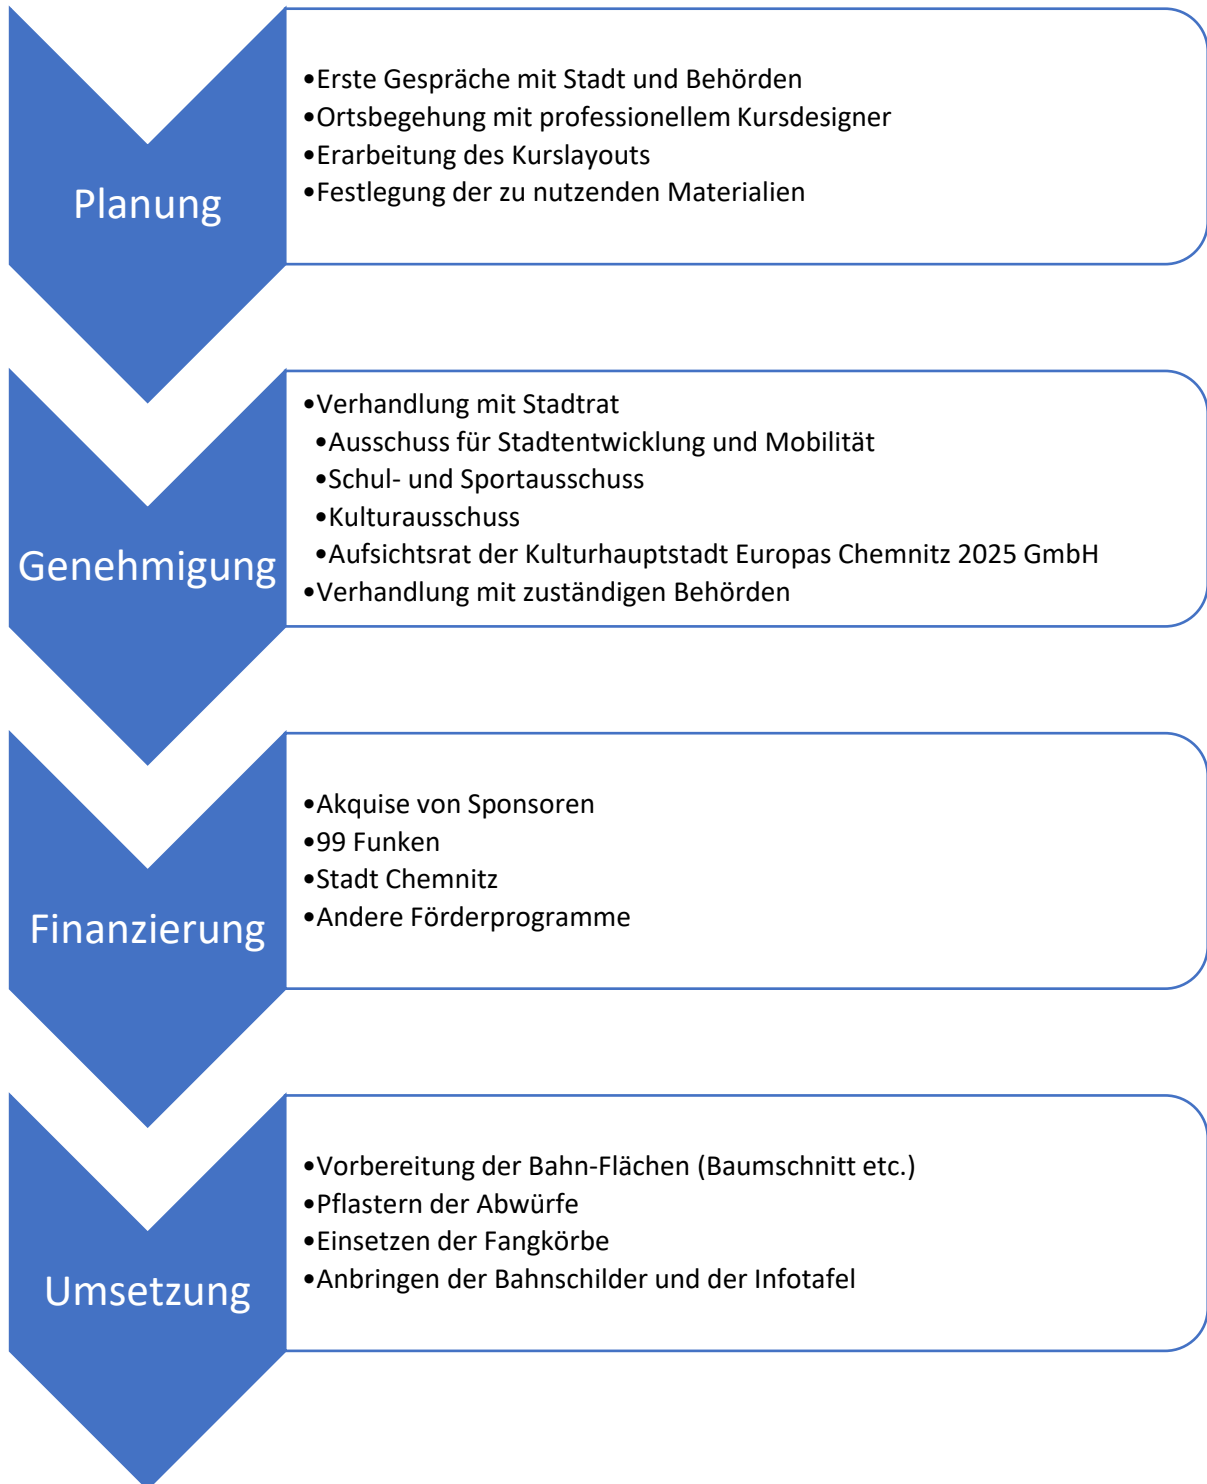 Planung
•Erste Gespräche mit Stadt und Behörden
•Ortsbegehung mit professionellem Kursdesigner
•Erarbeitung des Kurslayouts
•Festlegung der zu nutzenden Materialien
Genehmigung
•Verhandlung mit Stadtrat
•Ausschuss für Stadtentwicklung und Mobilität
•Schul- und Sportausschuss
•Kulturausschuss
•Aufsichtsrat der Kulturhauptstadt Europas Chemnitz 2025 GmbH
•Verhandlung mit zuständigen Behörden
Finanzierung
•Akquise von Sponsoren
•99 Funken
•Stadt Chemnitz
•Andere Förderprogramme
Umsetzung
•Vorbereitung der Bahn-Flächen (Baumschnitt etc.)
•Pflastern der Abwürfe
•Einsetzen der Fangkörbe
•Anbringen der Bahnschilder und der Infotafel